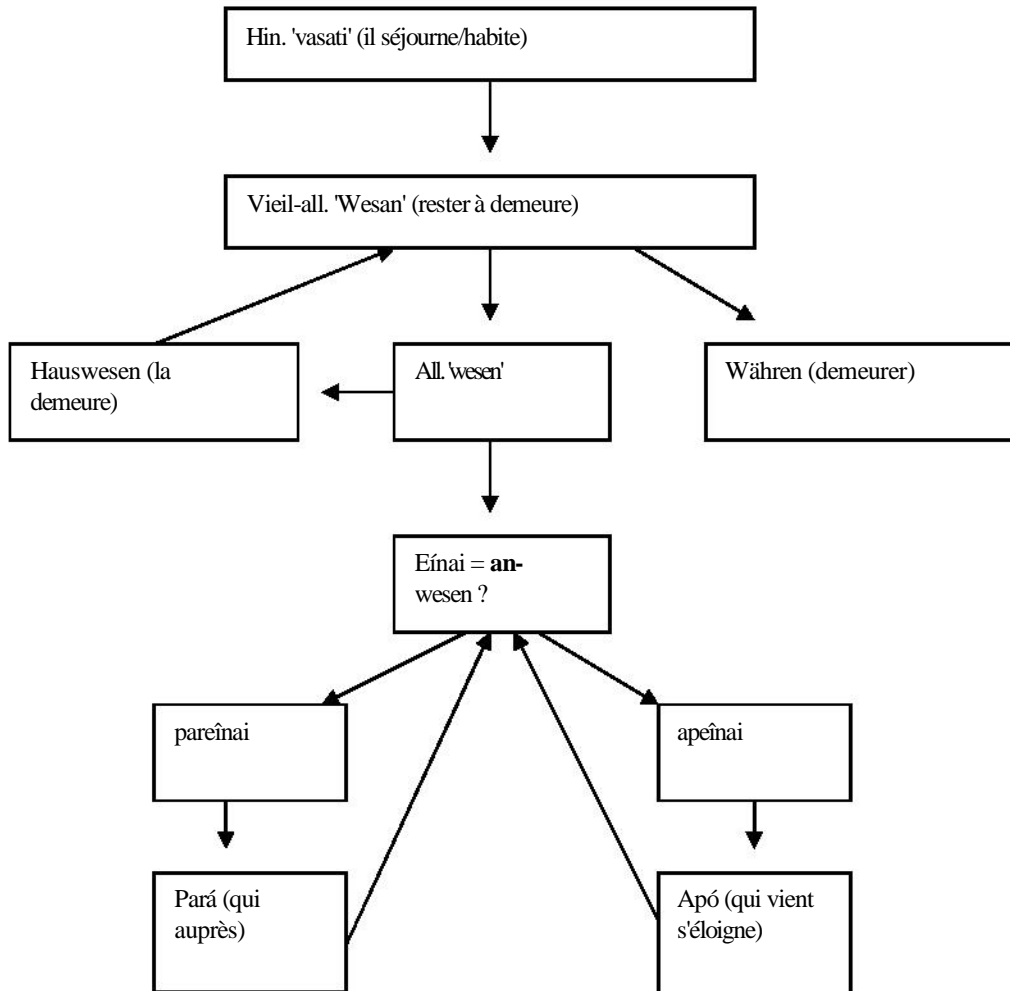 Hin. 'vasati' (il séjourne/habite)
Vieil-all. 'Wesan' (rester à demeure)
Hauswesen (la
demeure)
All. 'wesen'
Währen (demeurer)
Eínai = an-
wesen ?
pareînai
apeînai
Pará (qui
auprès)
Apó (qui vient
s'éloigne)